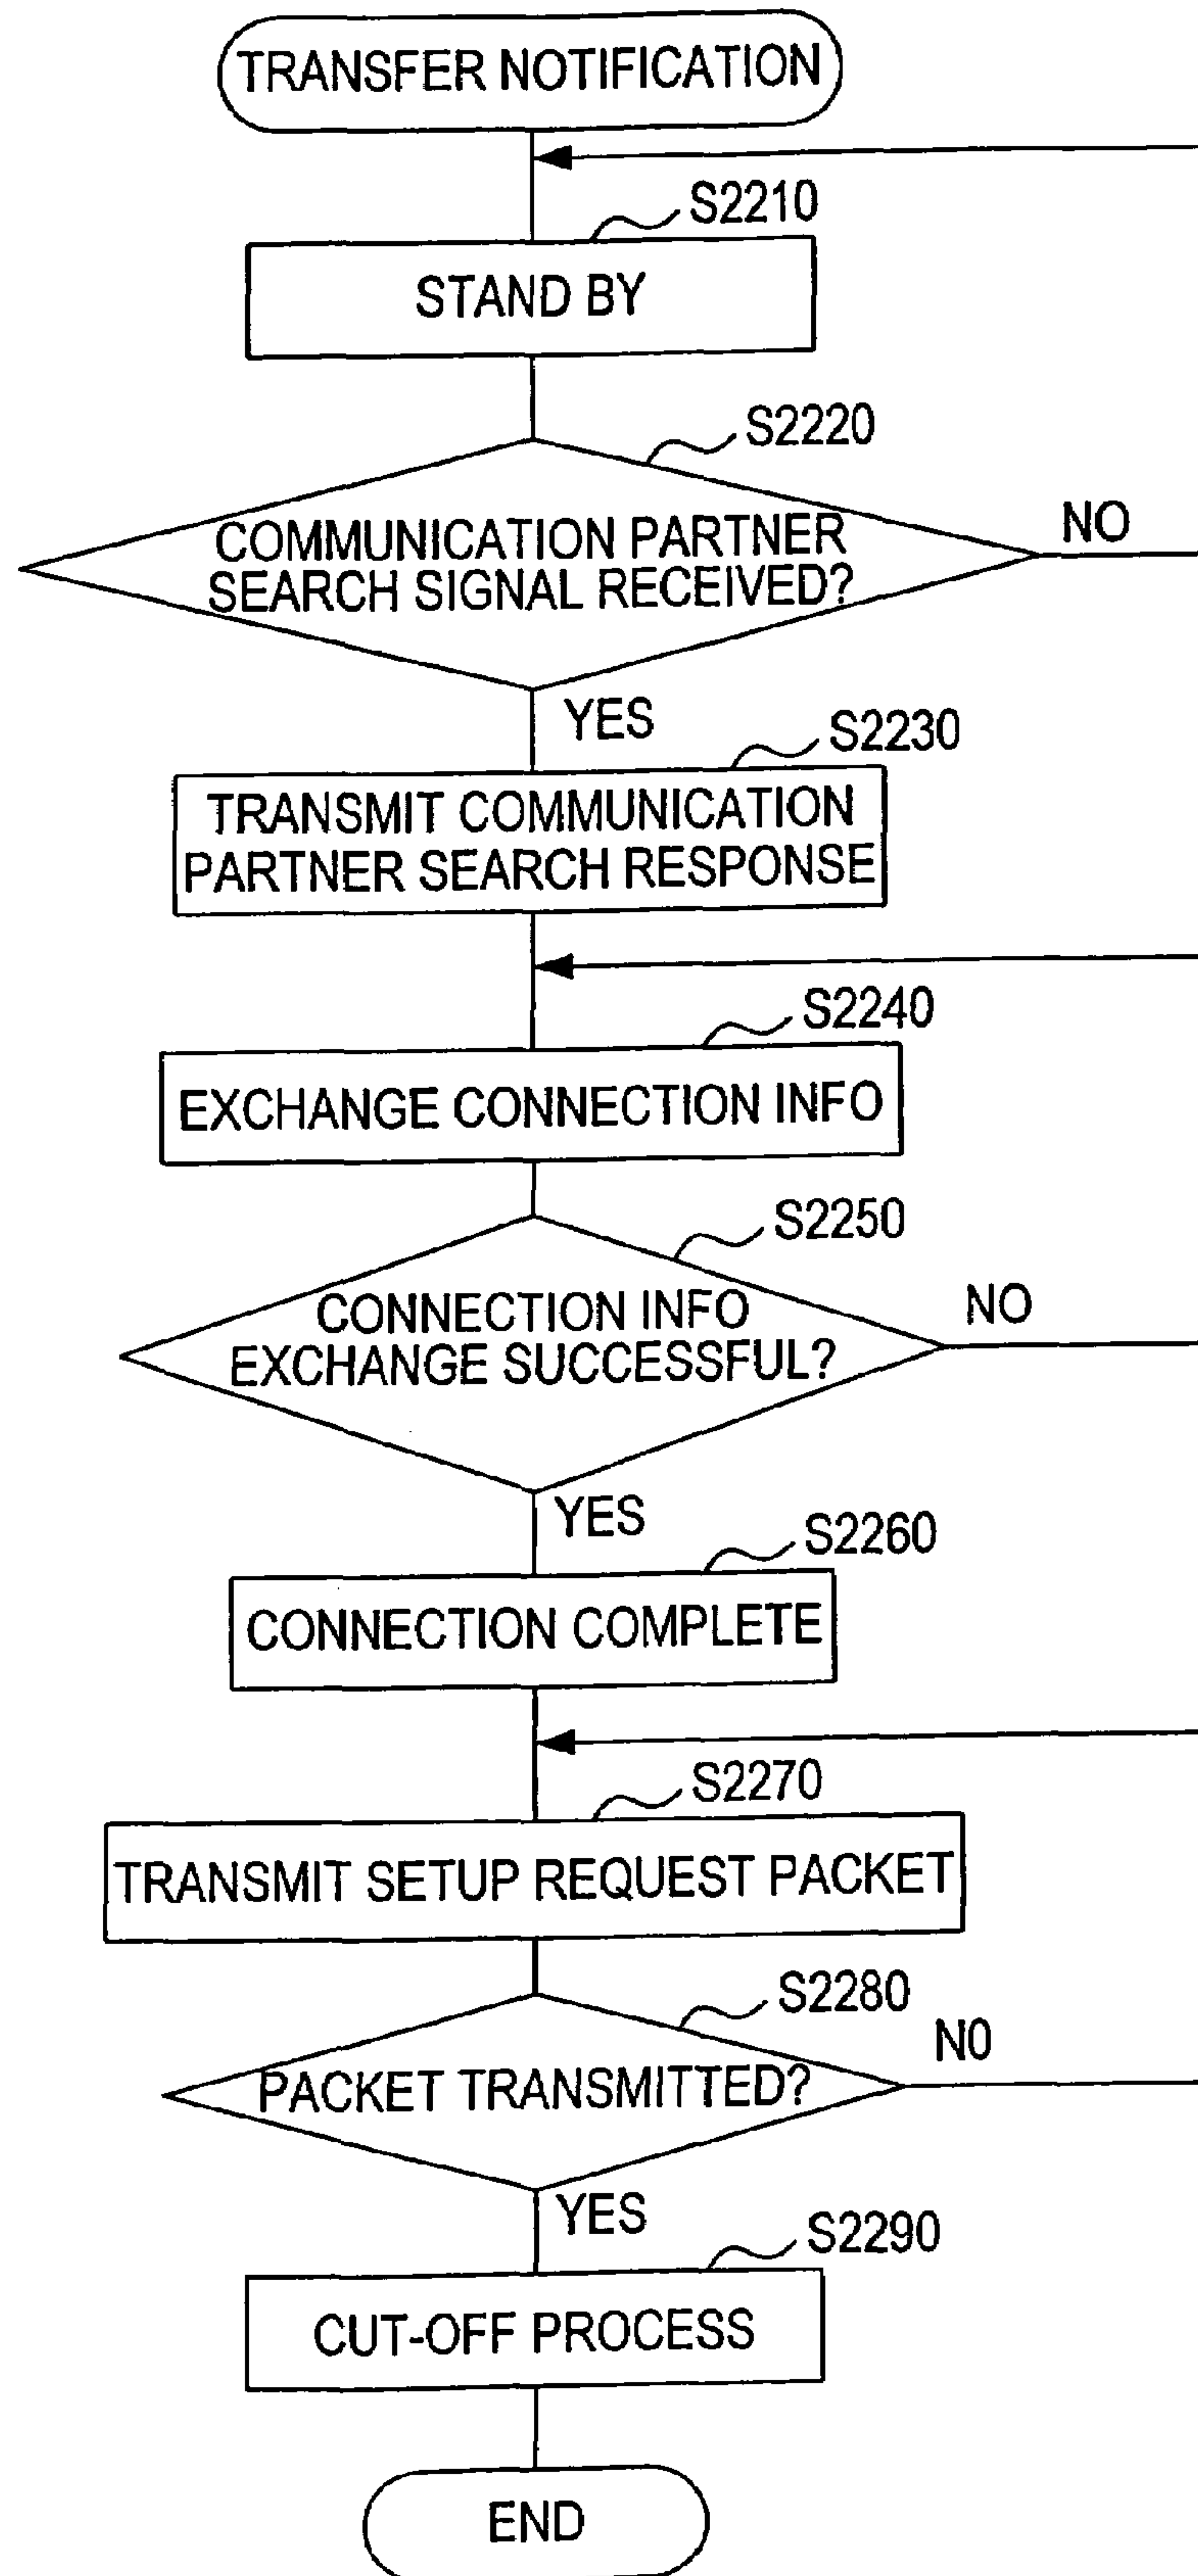 TRANSFER NOTIFICATION
S2210
STAND BY
S2220
COMMUNICATION PARTNER
SEARCH SIGNAL RECEIVED?
NO
YES
S2230
TRANSMIT COMMUNICATION
PARTNER SEARCH RESPONSE
S2240
EXCHANGE CONNECTION INFO
S2250
CONNECTION INFO
EXCHANGE SUCCESSFUL?
NO
YES
S2260
CONNECTION COMPLETE
S2270
TRANSMIT SETUP REQUEST PACKET
S2280
PACKET TRANSMITTED?
NO
YES
S2290
CUT-OFF PROCESS
END